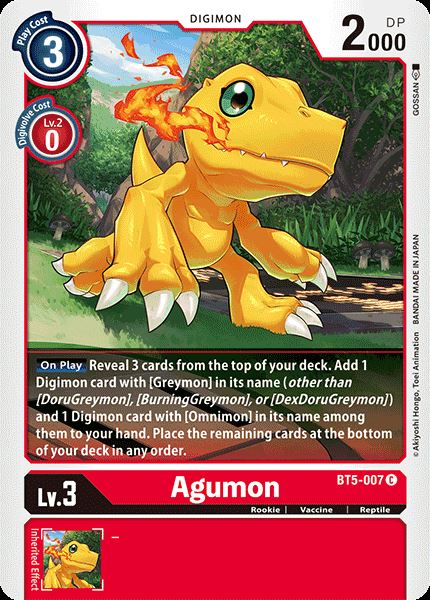 Play Cost
3
DIGIMON
2000
DP
Digivolve Cost
Lv.2
0
GOSSAN
©Akiyoshi Hongo, Toei Animation BANDAI MADE IN JAPAN
On Play Reveal 3 cards from the top of your deck. Add 1
Digimon card with [Greymon] in its name (other than
[DoruGreymon], [BurningGreymon], or [DexDoruGreymon])
and 1 Digimon card with [Omnimon] in its name among
them to your hand. Place the remaining cards at the bottom
of your deck in any order.
Lv.3
Agumon
BT5-007 C
Rookie | Vaccine | Reptile
Inherited Effect
–